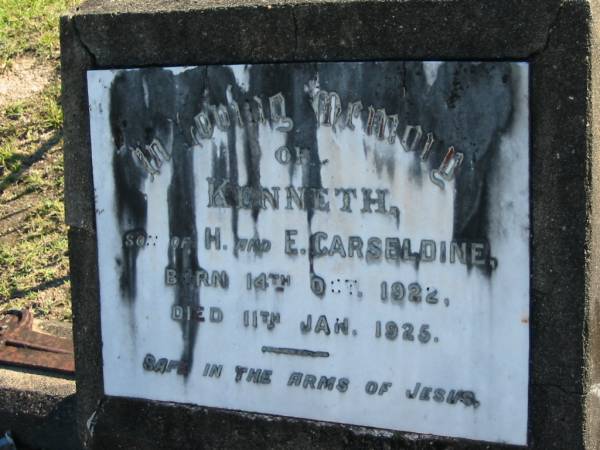 In Loving Memory
OF
KENNETH,
SON OF H. AND E. CARSELDINE,
BORN 14TH OCT. 1922,
DIED 11TH JAN. 1925.
SAFE IN THE ARMS OF JESUS.